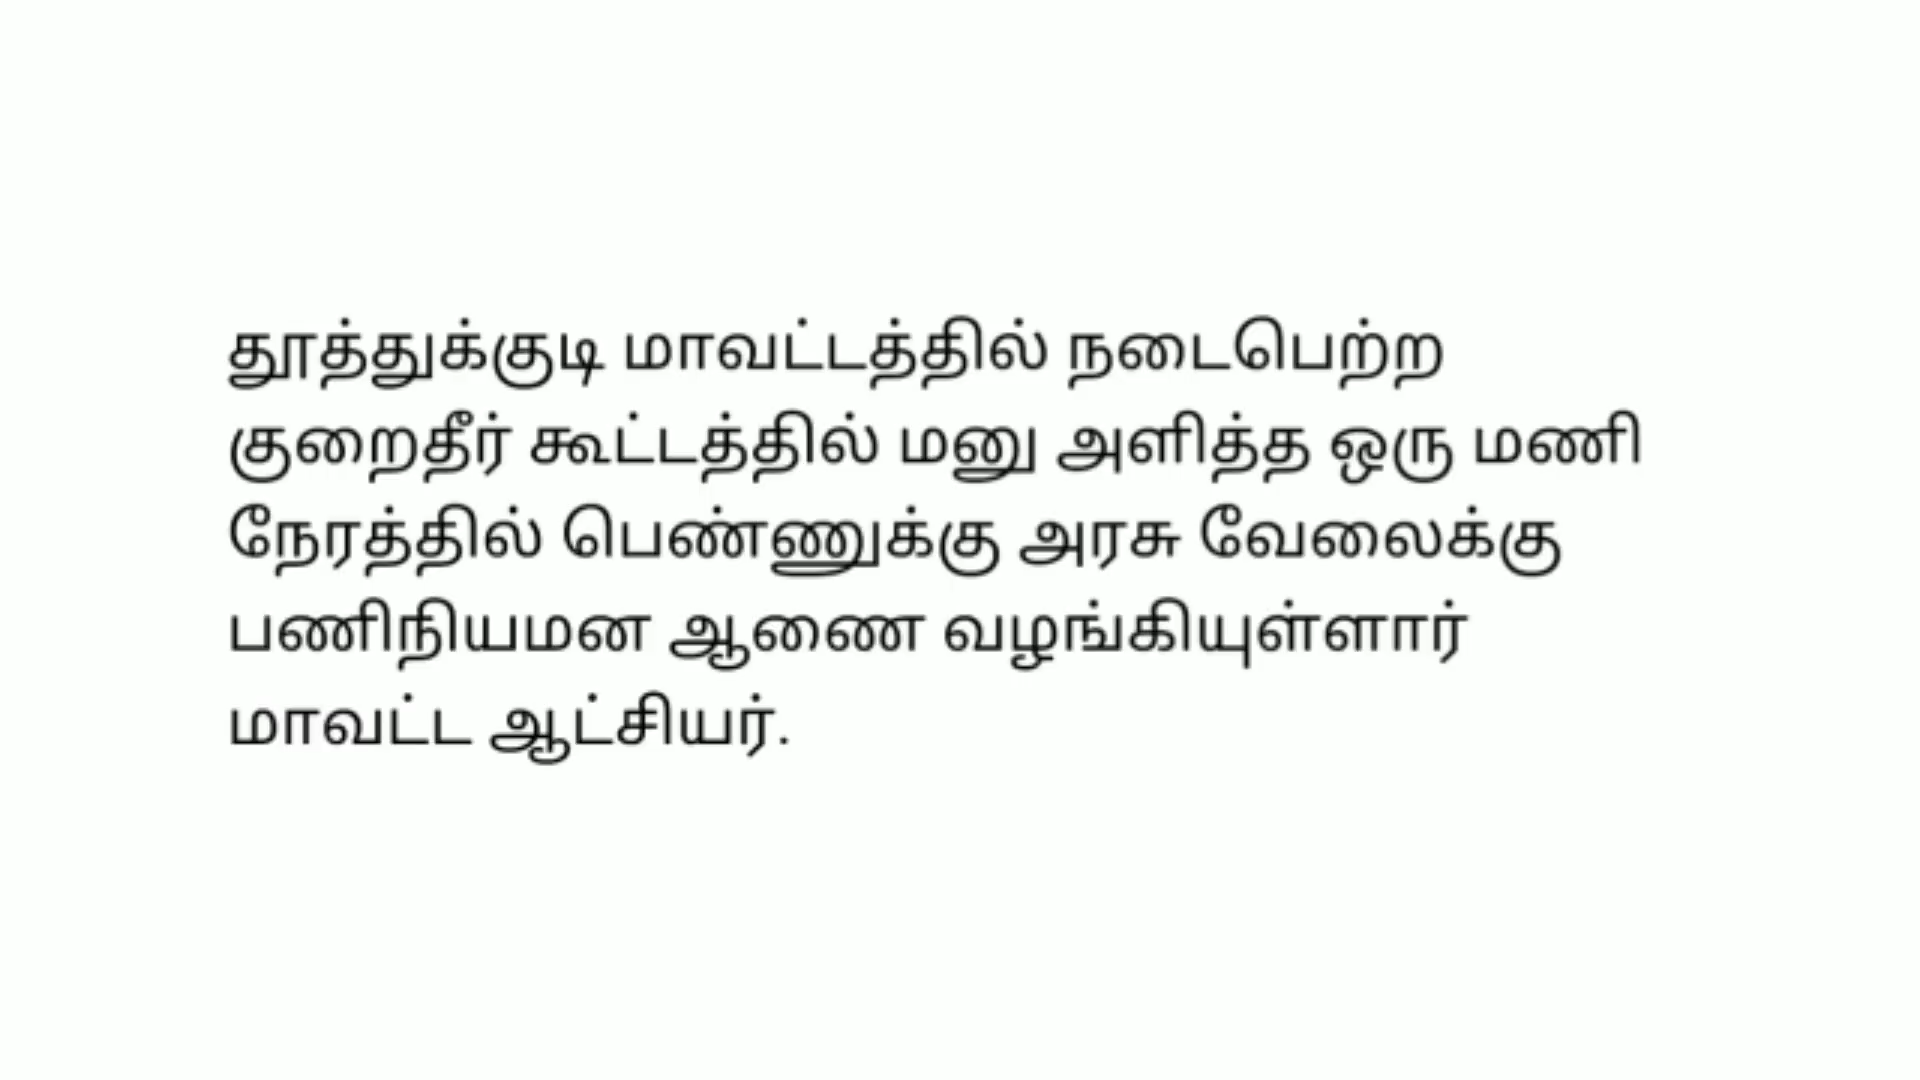 தூத்துக்குடி மாவட்டத்தில் நடைபெற்ற
குறைதீர் கூட்டத்தில் மனு அளித்த ஒரு மணி
நேரத்தில் பெண்ணுக்கு அரசு வேலைக்கு
பணிநியமன ஆணை வழங்கியுள்ளார்
மாவட்ட ஆட்சியர்.